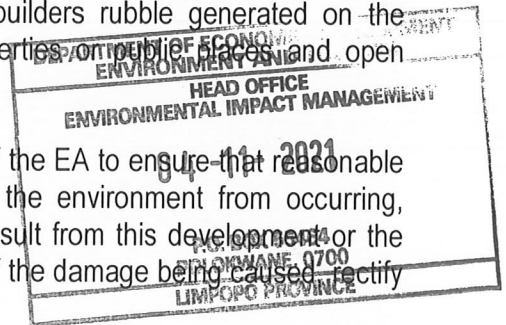 builders rubble generated on the
erties on public places and open
DEPARTMENT OF ECONOMIC
ENVIRONMENT AND
HEAD OFFICE
ENVIRONMENTAL IMPACT MANAGEMENT
the EA to ensure that reasonable
04 -11- 2021
the environment from occurring,
sult from this development or the
P.O. BOX
the damage being caused, rectify
POLOKWANE, 0700
LIMPOPO PROVINCE